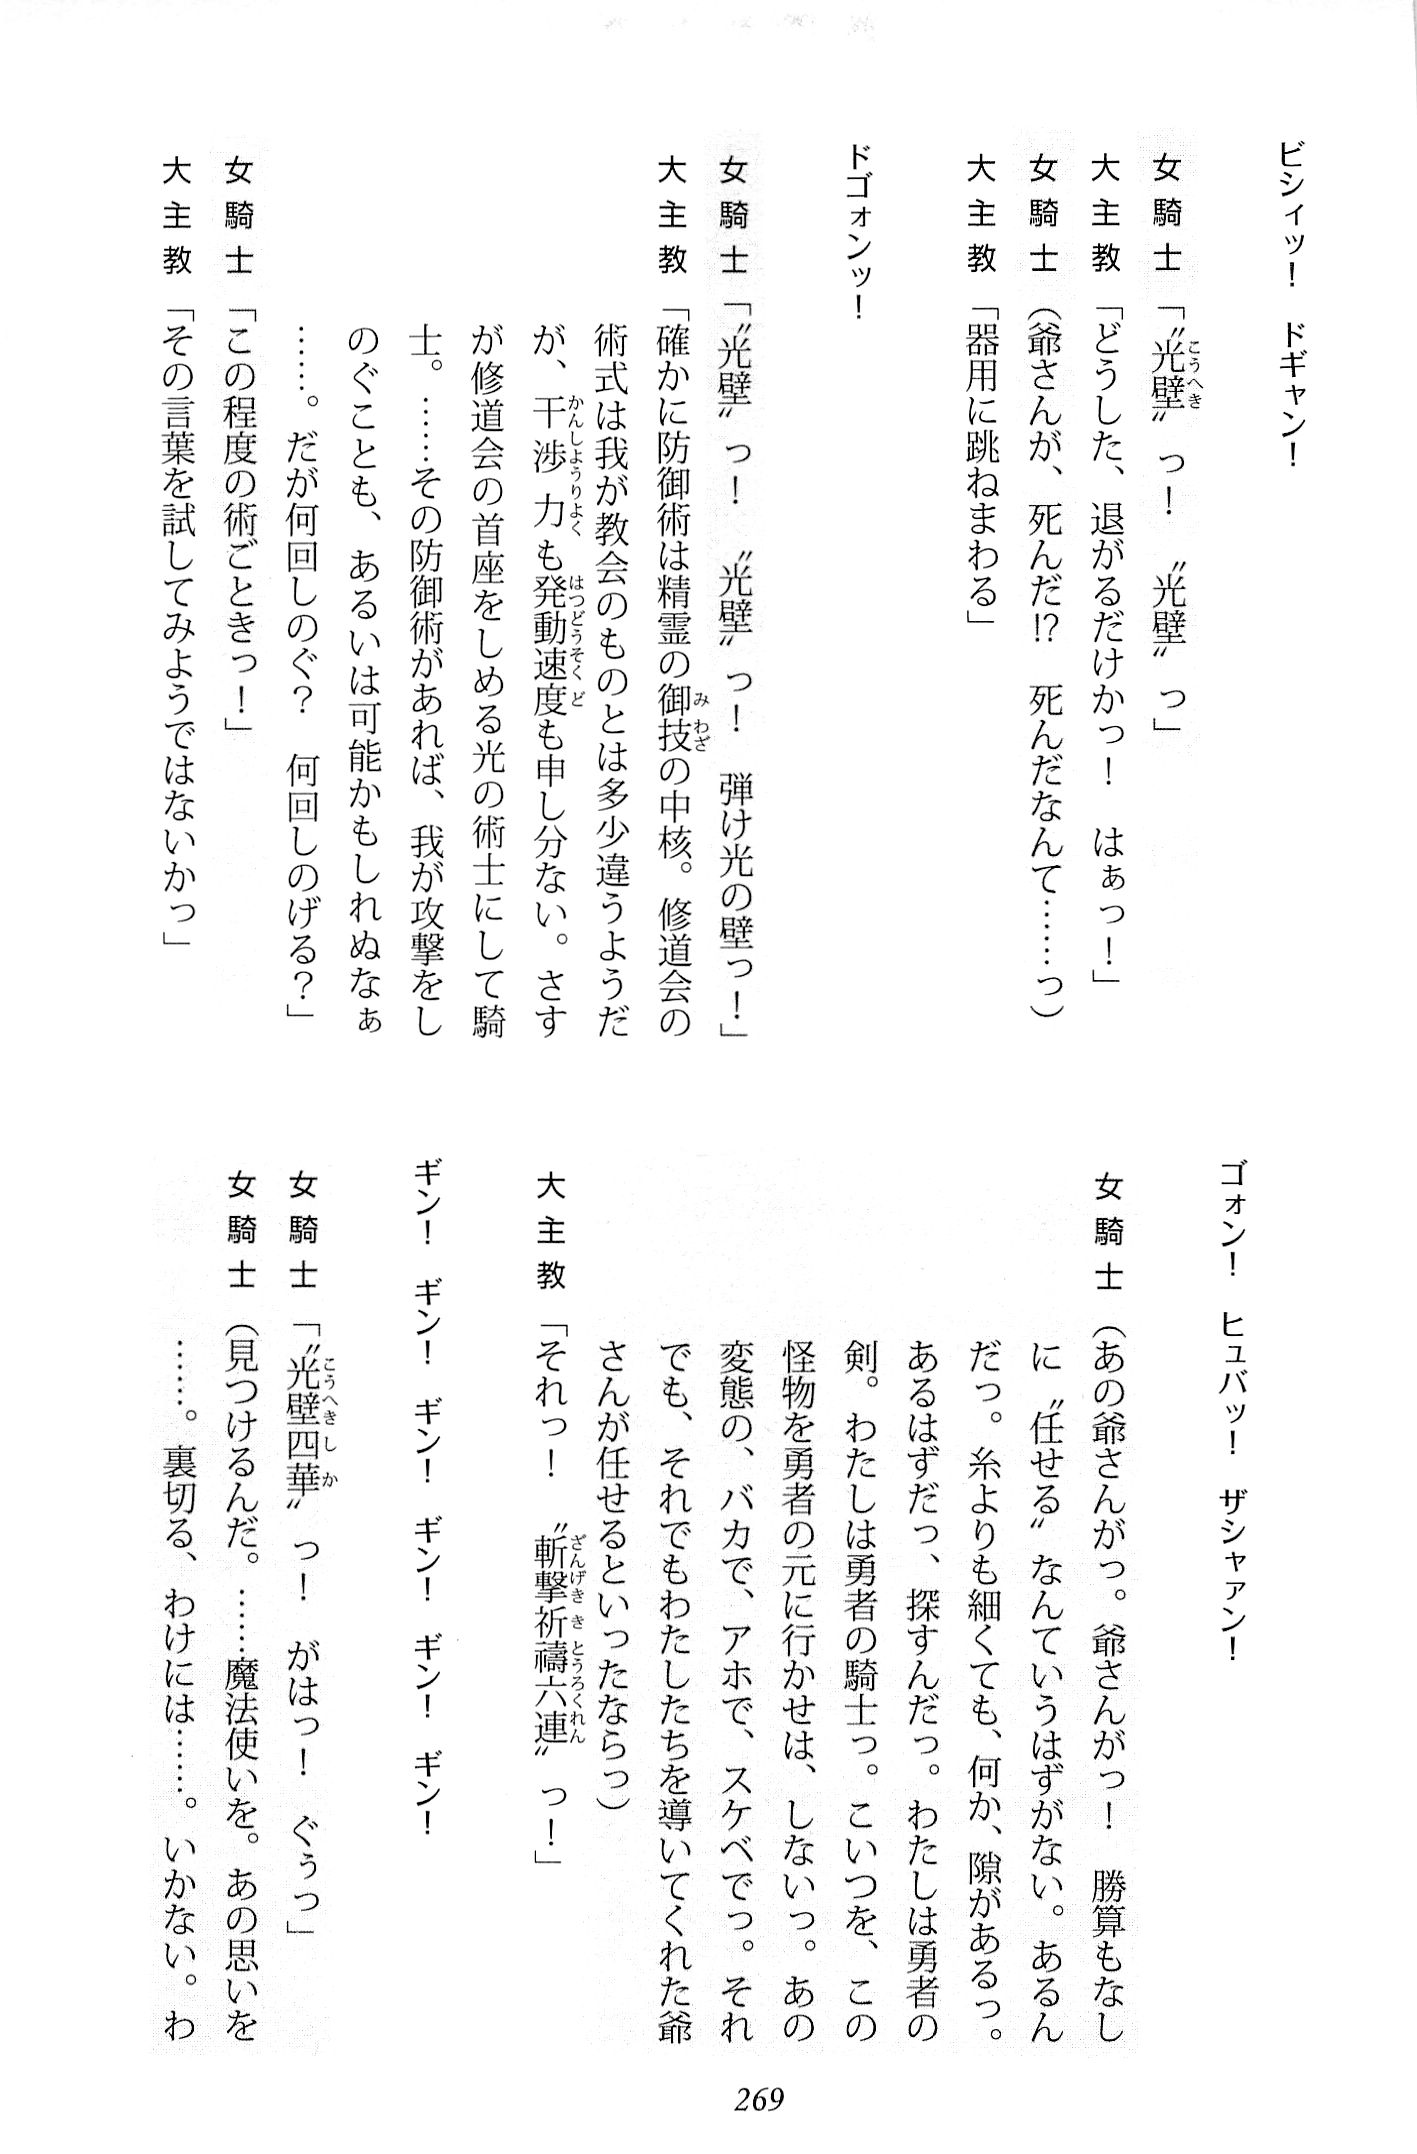 ビシィッ！　ドギャン！
女騎士「〝光壁〟っ！　〝光壁〟っ」
大主教「どうした、退がるだけかっ！　はぁっ！」
女騎士（爺さんが、死んだ!?　死んだなんて……っ）
大主教「器用に跳ねまわる」
ドゴォンッ！
女騎士「〝光壁〟っ！　〝光壁〟っ！　弾け光の壁っ！」
大主教「確かに防御術は精霊の御技の中核。修道会の
術式は我が教会のものとは多少違うようだ
が、干渉力も発動速度も申し分ない。さす
が修道会の首座をしめる光の術士にして騎
士。……その防御術があれば、我が攻撃をし
のぐことも、あるいは可能かもしれぬなぁ
……。だが何回しのぐ？　何回しのげる？」
女騎士「この程度の術ごときっ！」
大主教「その言葉を試してみようではないかっ」
ゴォン！　ヒュバッ！　ザシャァン！
女騎士（あの爺さんがっ。爺さんがっ！　勝算もなし
に〝任せる〟なんていうはずがない。あるん
だっ。糸よりも細くても、何か、隙があるっ。
あるはずだっ、探すんだっ。わたしは勇者の
剣。わたしは勇者の騎士っ。こいつを、この
怪物を勇者の元に行かせは、しないっ。あの
変態の、バカで、アホで、スケベでっ。それ
でも、それでもわたしたちを導いてくれた爺
さんが任せるといったならっ）
大主教「それっ！　〝斬撃祈禱六連〟っ！」
ギン！　ギン！　ギン！　ギン！　ギン！　ギン！
女騎士「〝光壁四華〟っ！　がはっ！　ぐぅっ」
女騎士（見つけるんだ。……魔法使いを。あの思いを
……。裏切る、わけには……。いかない。わ
269